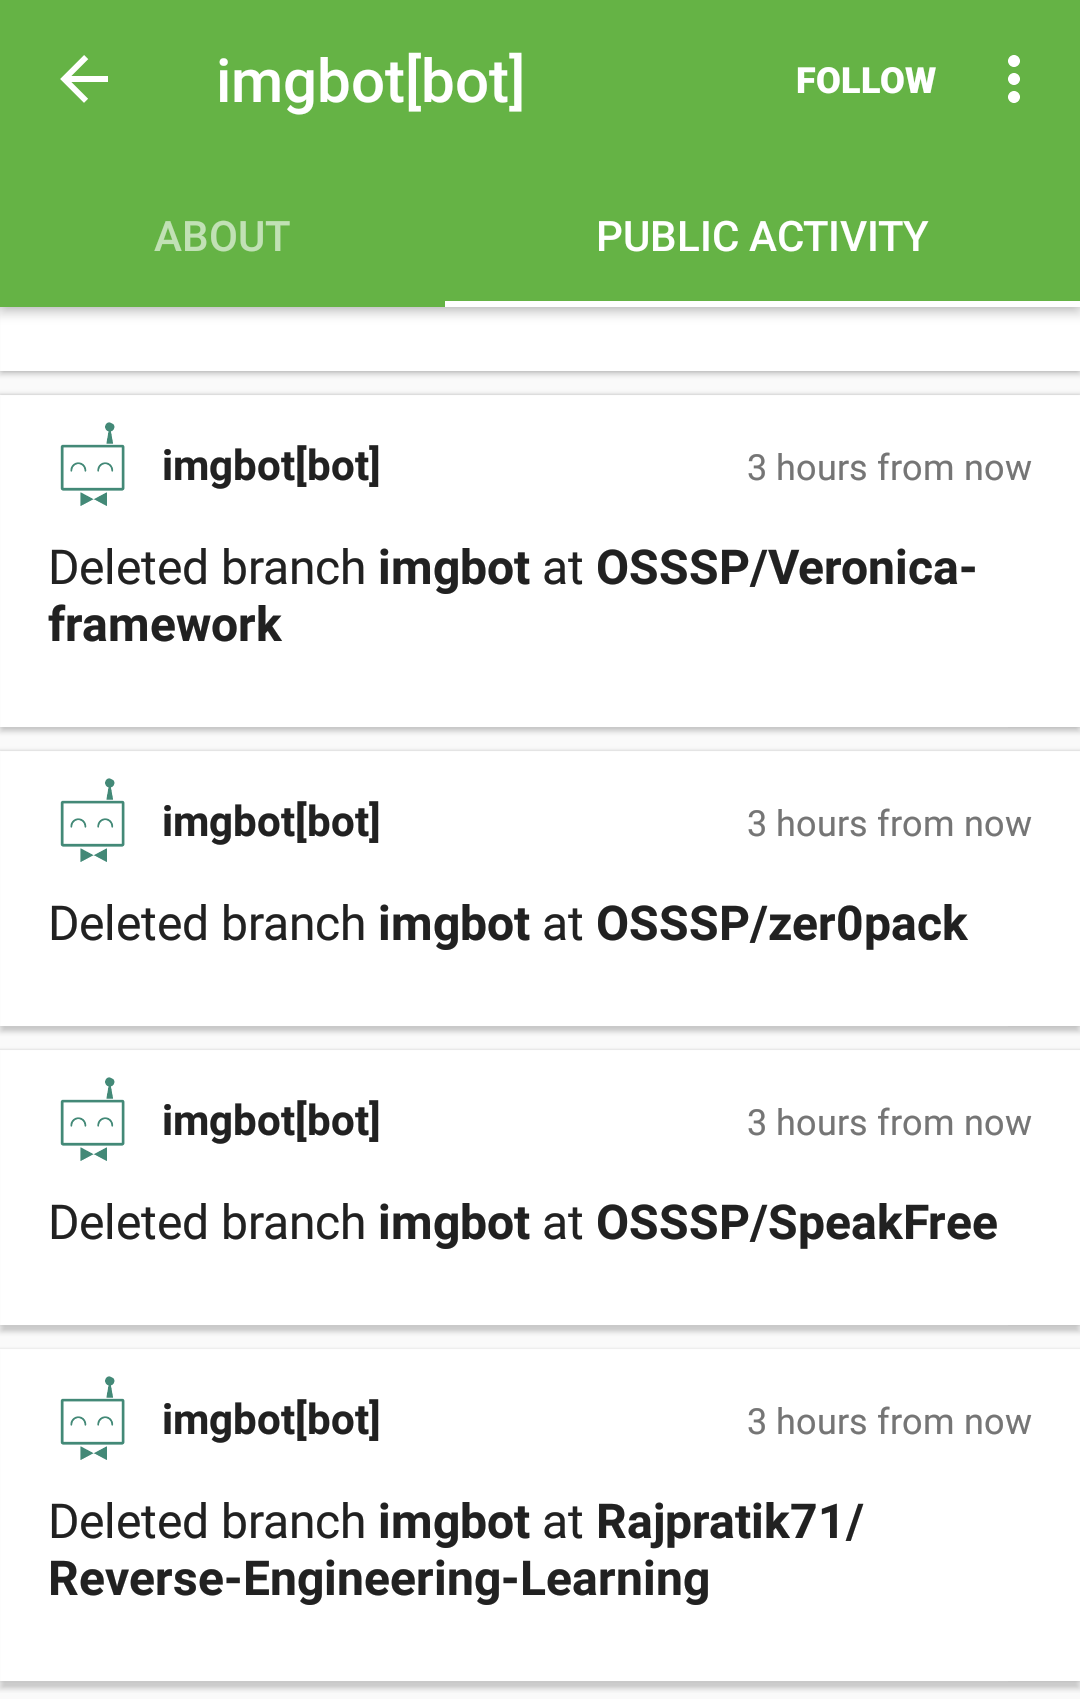 imgbot[bot] FOLLOW
ABOUT PUBLIC ACTIVITY
imgbot[bot] 3 hours from now
Deleted branch imgbot at OSSSP/Veronica-
framework
imgbot[bot] 3 hours from now
Deleted branch imgbot at OSSSP/zer0pack
imgbot[bot] 3 hours from now
Deleted branch imgbot at OSSSP/SpeakFree
imgbot[bot] 3 hours from now
Deleted branch imgbot at Rajpratik71/
Reverse-Engineering-Learning